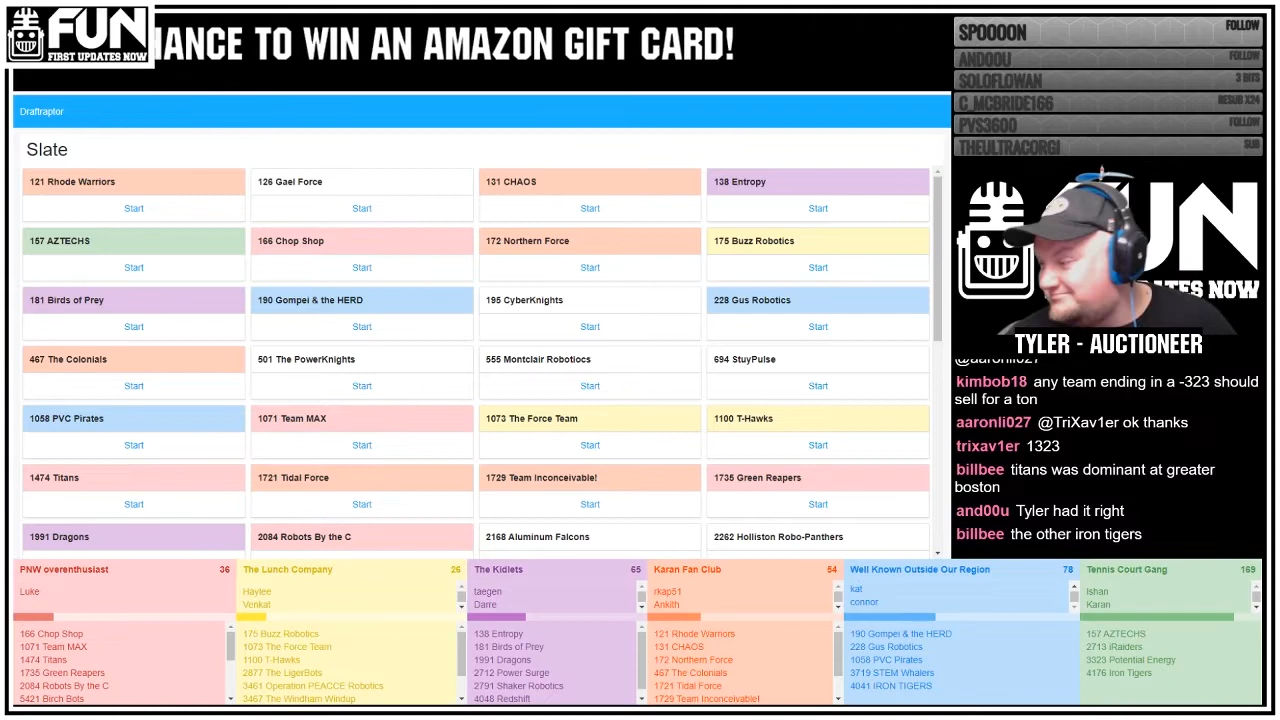 FUN
FIRST UPDATES NOW
HANCE TO WIN AN AMAZON GIFT CARD!
Draftraptor
Slate
121 Rhode Warriors
126 Gael Force
131 CHAOS
138 Entropy
Start
Start
Start
Start
157 AZTECHS
166 Chop Shop
172 Northern Force
175 Buzz Robotics
Start
Start
Start
Start
181 Birds of Prey
190 Gompei & the HERD
195 CyberKnights
228 Gus Robotics
Start
Start
Start
Start
467 The Colonials
501 The PowerKnights
555 Montclair Robotiocs
694 StuyPulse
Start
Start
Start
Start
1058 PVC Pirates
1071 Team MAX
1073 The Force Team
1100 T-Hawks
Start
Start
Start
Start
1474 Titans
1721 Tidal Force
1729 Team Inconceivable!
1735 Green Reapers
Start
Start
Start
Start
1991 Dragons
2084 Robots By the C
2168 Aluminum Falcons
2262 Holliston Robo-Panthers
PNW overenthusiast 36
Luke
166 Chop Shop
1071 Team MAX
1474 Titans
1735 Green Reapers
2084 Robots By the C
5421 Birch Bots
The Lunch Company 26
Haylee
Venkat
175 Buzz Robotics
1073 The Force Team
1100 T-Hawks
2877 The LigerBots
3461 Operation PEACCE Robotics
3467 The Windham Windup
The Kidlets 65
taegen
Darre
138 Entropy
181 Birds of Prey
1991 Dragons
2712 Power Surge
2791 Shaker Robotics
4048 Redshift
Karan Fan Club 54
rkap51
Ankith
121 Rhode Warriors
131 CHAOS
172 Northern Force
467 The Colonials
1721 Tidal Force
1729 Team Inconceivable!
Well Known Outside Our Region 78
kat
connor
190 Gompei & the HERD
228 Gus Robotics
1058 PVC Pirates
3719 STEM Whalers
4041 IRON TIGERS
Tennis Court Gang 169
Ishan
Karan
157 AZTECHS
2713 iRaiders
3323 Potential Energy
4176 Iron Tigers
SPOOOON FOLLOW
AND00U FOLLOW
SOLOFLOWAN 3 BITS
C_MCBRIDE166 RESUB X24
PVS3600 FOLLOW
THEULTRACORGI SUB
TYLER - AUCTIONEER
@aaronli027
kimbob18 any team ending in a -323 should
sell for a ton
aaronli027 @TriXav1er ok thanks
trixav1er 1323
billbee titans was dominant at greater
boston
and00u Tyler had it right
billbee the other iron tigers